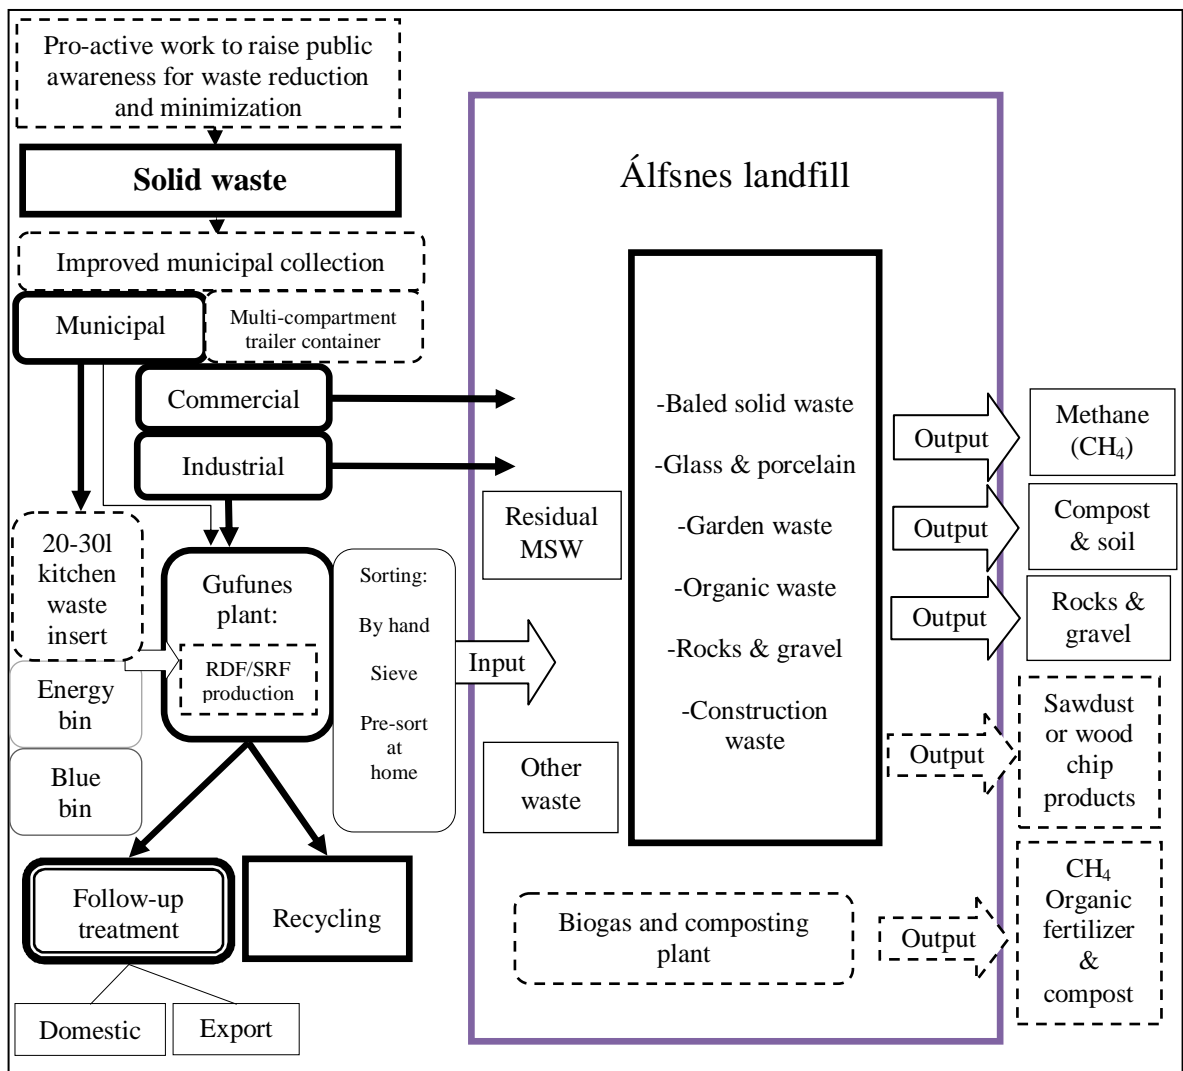 Pro-active work to raise public
awareness for waste reduction
and minimization
Solid waste
Improved municipal collection
Municipal
Multi-compartment
trailer container
Commercial
Industrial
20-30l
kitchen
waste
insert
Energy
bin
Blue
bin
Gufunes
plant:
RDF/SRF
production
Sorting:
By hand
Sieve
Pre-sort
at
home
Follow-up
treatment
Recycling
Domestic
Export
Input
Álfsnes landfill
Residual
MSW
Other
waste
-Baled solid waste
-Glass & porcelain
-Garden waste
-Organic waste
-Rocks & gravel
-Construction
waste
Biogas and composting
plant
Output
Methane
(CH₄)
Output
Compost
& soil
Output
Rocks &
gravel
Output
Sawdust
or wood
chip
products
Output
CH₄
Organic
fertilizer
&
compost